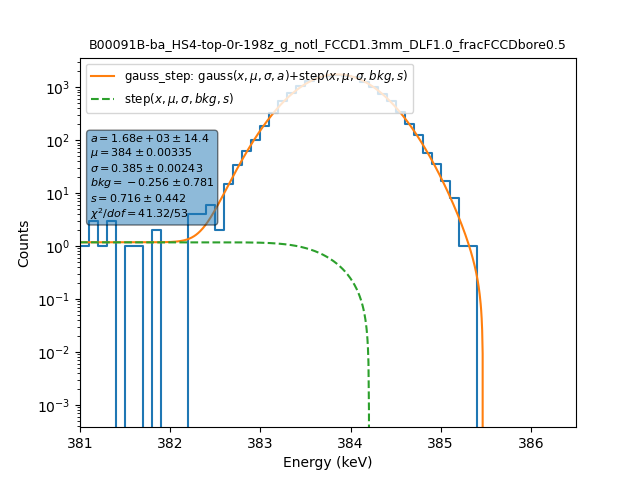 B00091B-ba_HS4-top-0r-198z_g_notl_FCCD1.3mm_DLF1.0_fracFCCDbore0.5
gauss_step: gauss(x, μ, σ, a)+step(x, μ, σ, bkg, s)
step(x, μ, σ, bkg, s)
a = 1.68e + 03 ± 14.4
μ = 384 ± 0.00335
σ = 0.385 ± 0.00243
bkg = −0.256 ± 0.781
s = 0.716 ± 0.442
χ²/dof = 41.32/53
10³
10²
10¹
10⁰
10⁻¹
10⁻²
10⁻³
Counts
381 382 383 384 385 386
Energy (keV)